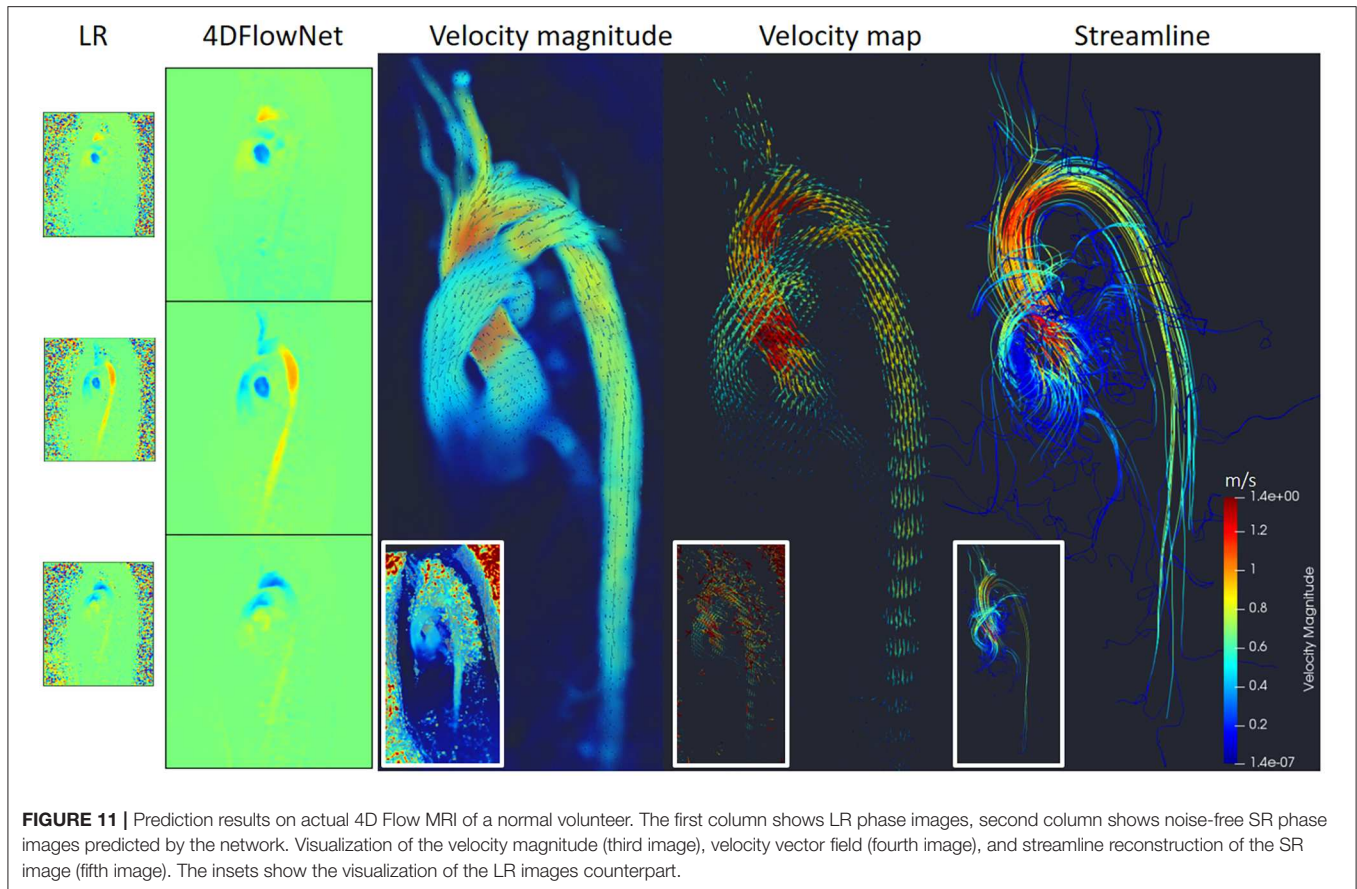 LR 4DFlowNet Velocity magnitude Velocity map Streamline
m/s
1.4e+00
1.2
1
0.8
0.6
0.4
0.2
1.4e-07
Velocity Magnitude
FIGURE 11 | Prediction results on actual 4D Flow MRI of a normal volunteer. The first column shows LR phase images, second column shows noise-free SR phase
images predicted by the network. Visualization of the velocity magnitude (third image), velocity vector field (fourth image), and streamline reconstruction of the SR
image (fifth image). The insets show the visualization of the LR images counterpart.